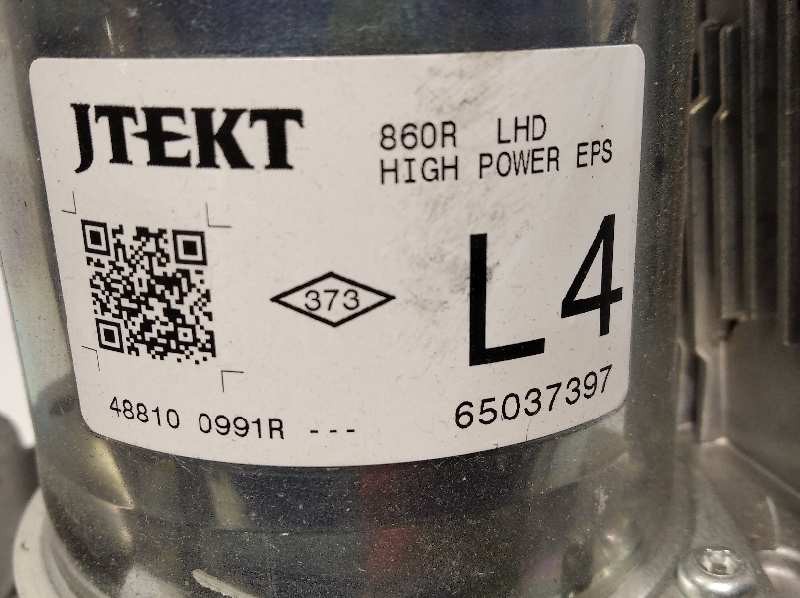 JTEKT
860R LHD
HIGH POWER EPS
373
L4
48810 0991R ---
65037397